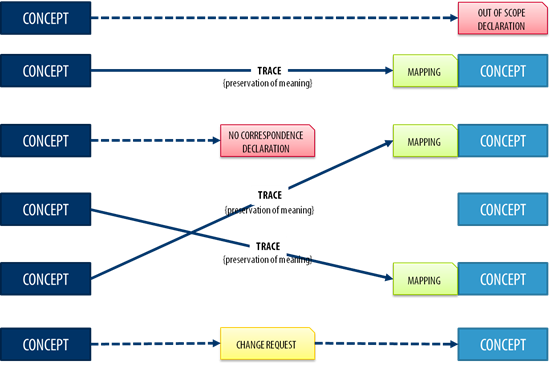 CONCEPT
OUT OF SCOPE
DECLARATION
CONCEPT
TRACE
{preservation of meaning}
MAPPING
CONCEPT
CONCEPT
NO CORRESPONDENCE
DECLARATION
MAPPING
CONCEPT
CONCEPT
TRACE
{preservation of meaning}
CONCEPT
TRACE
{preservation of meaning}
CONCEPT
MAPPING
CONCEPT
CONCEPT
CHANGE REQUEST
CONCEPT